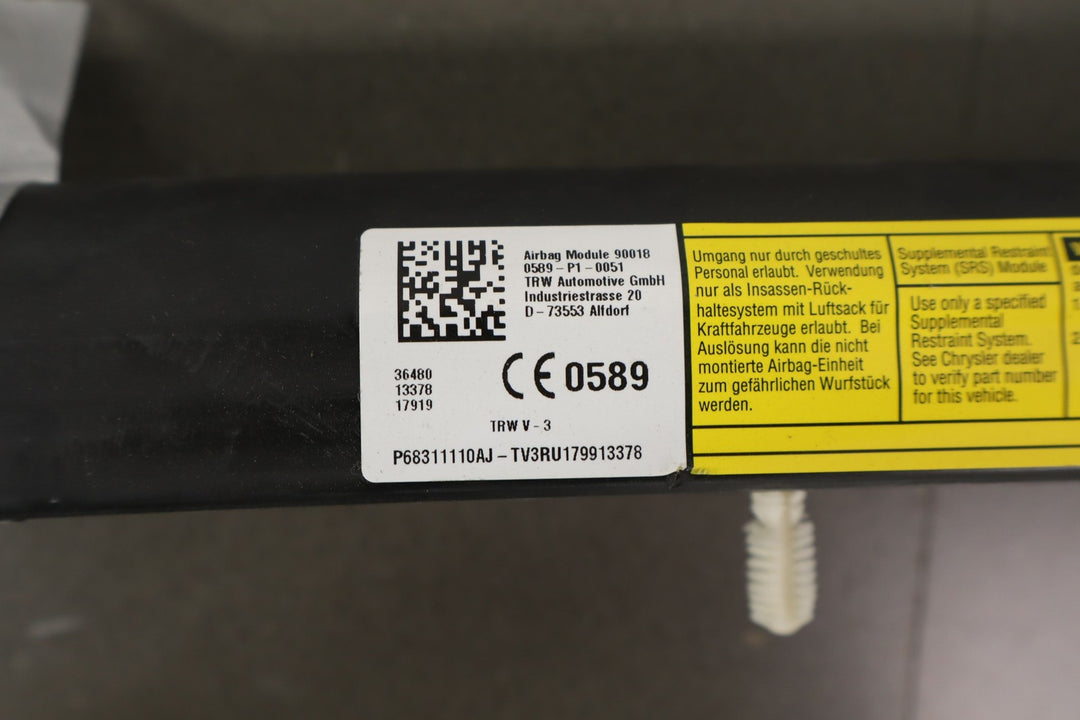 Airbag Module 90018
0589-P1-0051
TRW Automotive GmbH
Industriestrasse 20
D-73553 Alfdorf
36480
13378
17919
CE 0589
TRW V-3
P68311110AJ-TV3RU179913378
Umgang nur durch geschultes
Personal erlaubt. Verwendung
nur als Insassen-Rück-
haltesystem mit Luftsack für
Kraftfahrzeuge erlaubt. Bei
Auslösung kann die nicht
montierte Airbag-Einheit
zum gefährlichen Wurfstück
werden.
Supplemental Restraint
System (SRS) Module
Use only a specified
Supplemental
Restraint System.
See Chrysler dealer
to verify part number
for this vehicle.